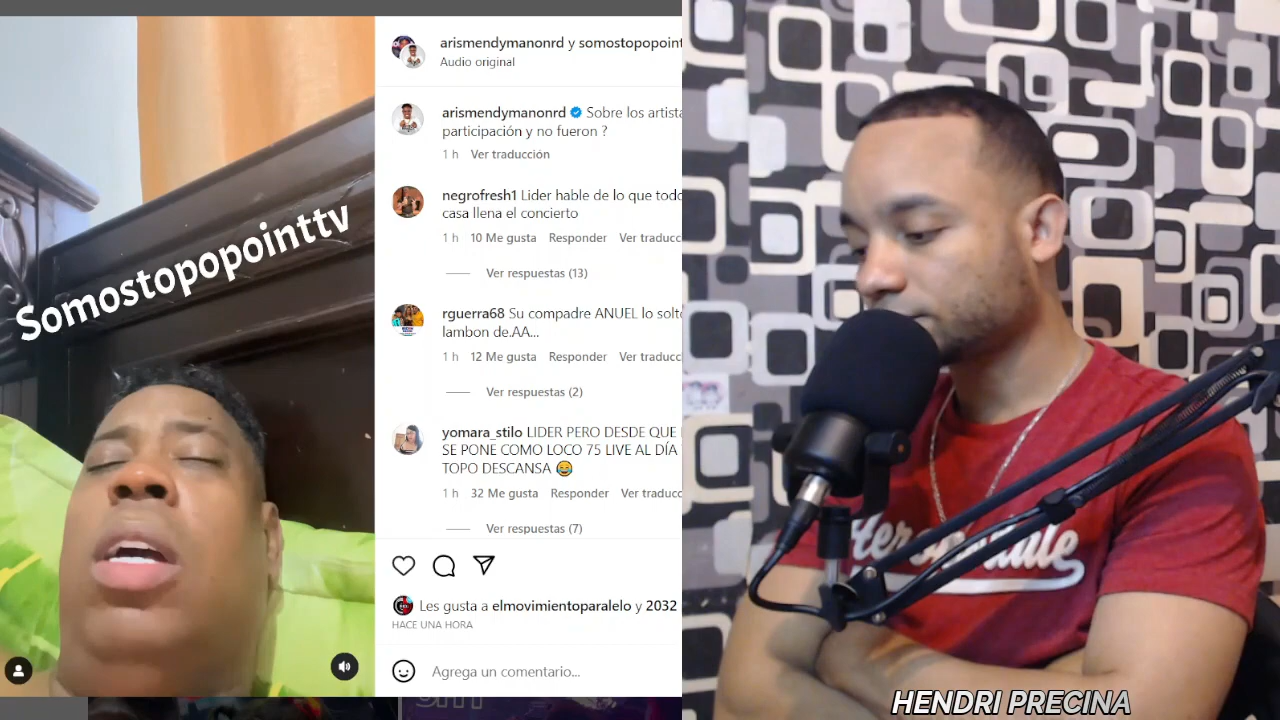 Somostopopointtv
arismendymanonrd y somostopopoint
Audio original
arismendymanonrd Sobre los artista
participación y no fueron ?
1 h Ver traducción
negrofresh1 Lider hable de lo que todo
casa llena el concierto
1 h 10 Me gusta Responder Ver traducc
Ver respuestas (13)
rguerra68 Su compadre ANUEL lo solto
lambon de.AA...
1 h 12 Me gusta Responder Ver traducc
Ver respuestas (2)
yomara_stilo LIDER PERO DESDE QUE
SE PONE COMO LOCO 75 LIVE AL DÍA
TOPO DESCANSA 😂
1 h 32 Me gusta Responder Ver traducc
Ver respuestas (7)
Les gusta a elmovimientoparalelo y 2032
HACE UNA HORA
Agrega un comentario...
HENDRI PRECINA